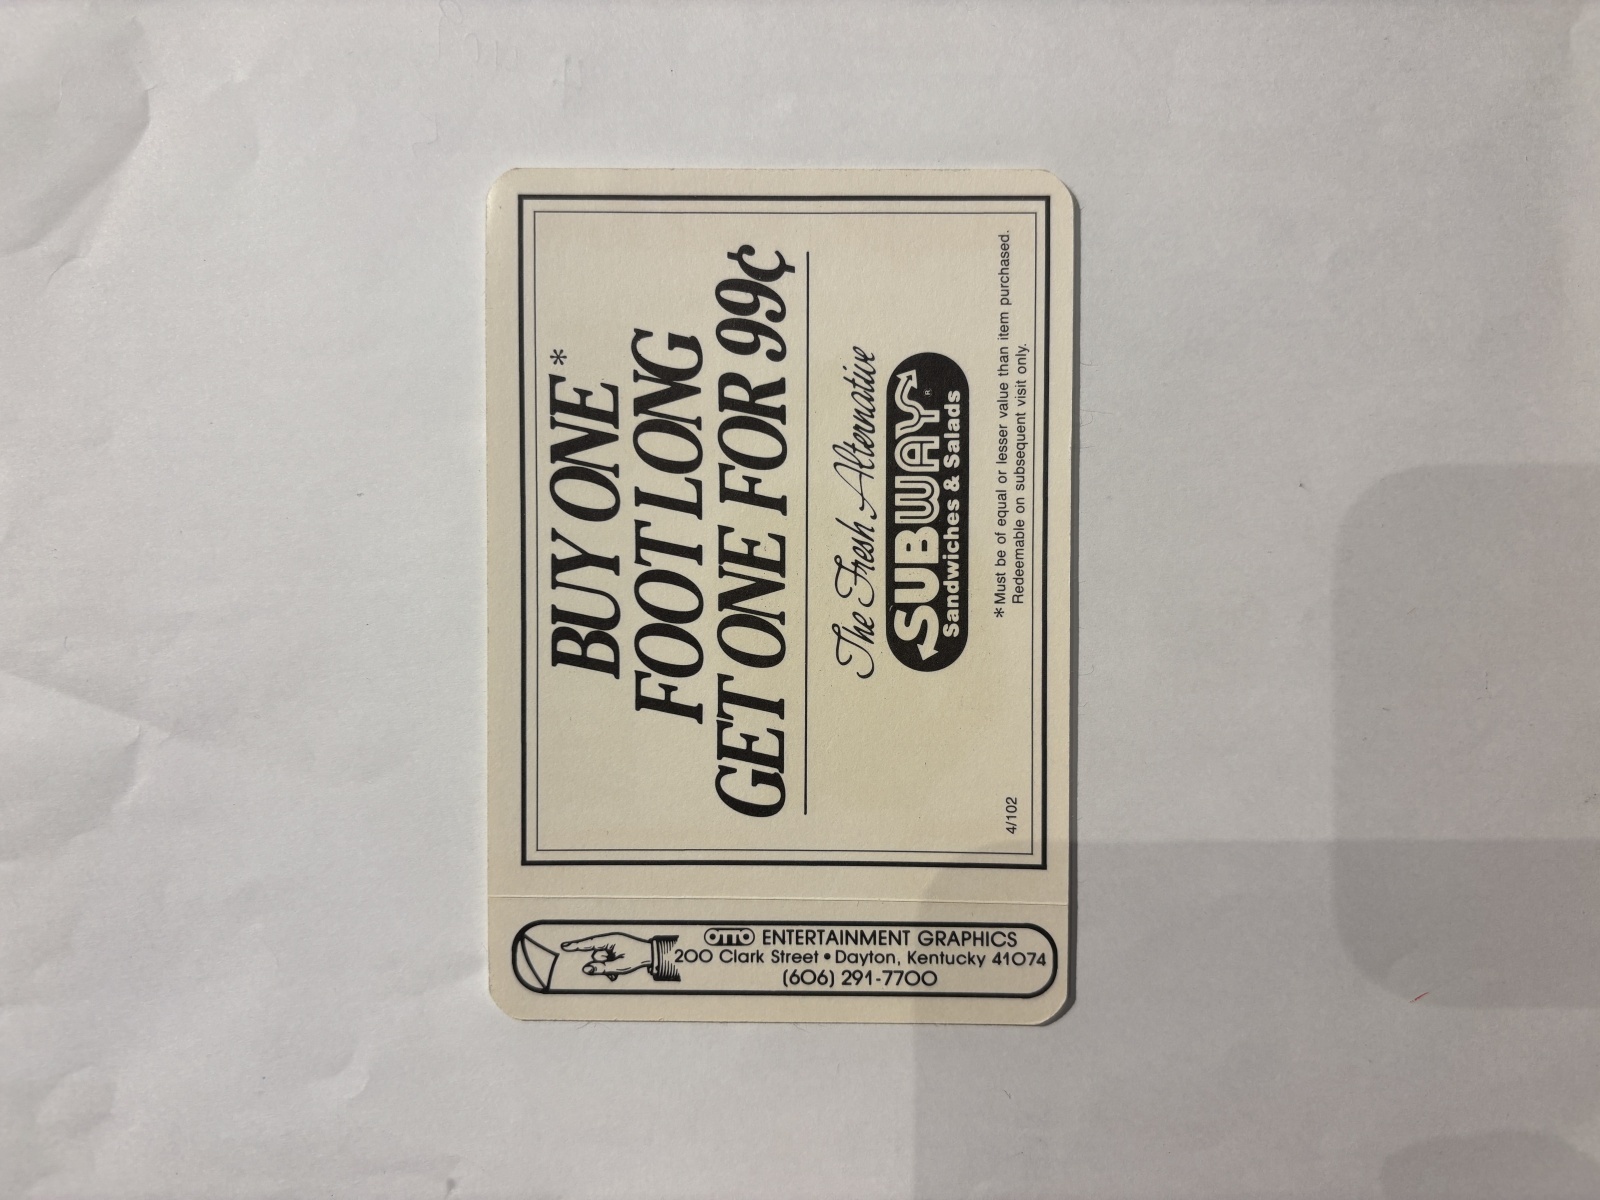 BUY ONE*
FOOT LONG
GET ONE FOR 99¢
The Fresh Alternative
SUBWAY®
Sandwiches & Salads
*Must be of equal or lesser value than item purchased.
Redeemable on subsequent visit only.
4/102
OTTO ENTERTAINMENT GRAPHICS
200 Clark Street • Dayton, Kentucky 41074
(606) 291-7700